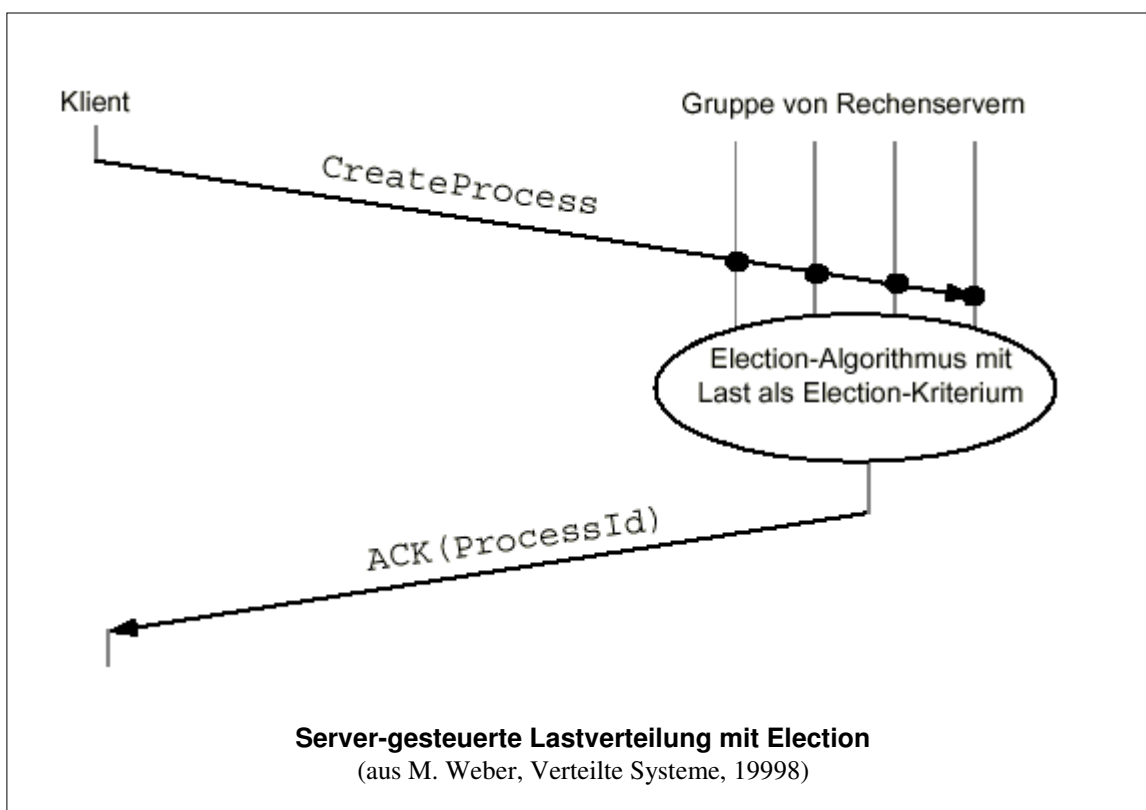 Klient
Gruppe von Rechenservern
CreateProcess
Election-Algorithmus mit
Last als Election-Kriterium
ACK(ProcessId)
Server-gesteuerte Lastverteilung mit Election
(aus M. Weber, Verteilte Systeme, 19998)